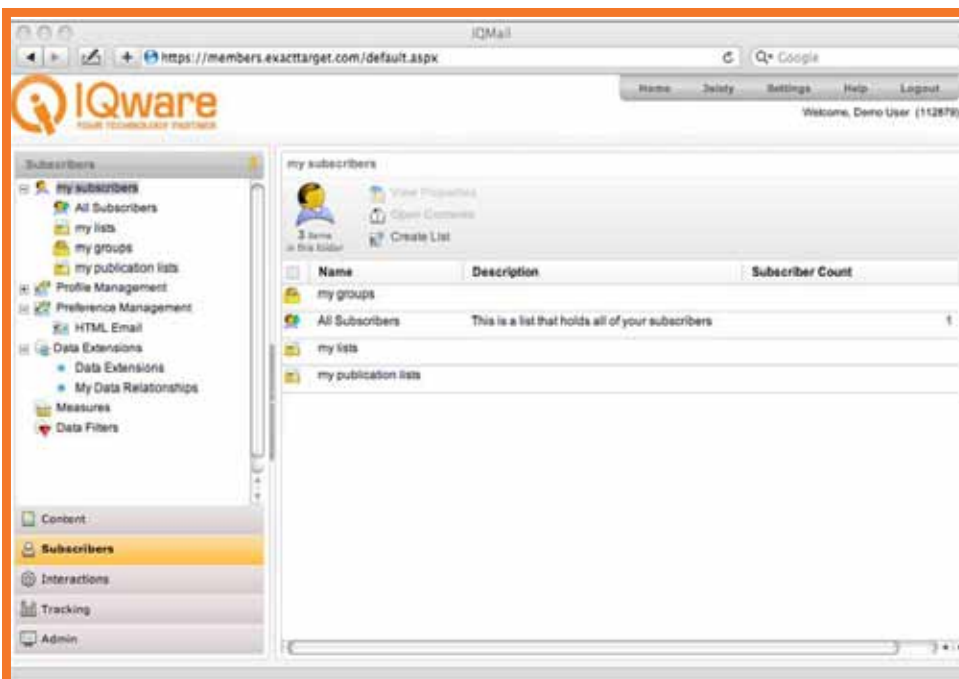 IQMail
https://members.exacttarget.com/default.aspx
Google
IQware
YOUR TECHNOLOGY PARTNER
Home Settings Help Logout
Welcome, Demo User (112879)
Subscribers
my subscribers
All Subscribers
my lists
my groups
my publication lists
Profile Management
Preference Management
HTML Email
Data Extensions
Data Extensions
My Data Relationships
Measures
Data Filters
Content
Subscribers
Interactions
Tracking
Admin
my subscribers
View Properties
Open Contents
Create List
3 items
in this folder
Name Description Subscriber Count
my groups
All Subscribers This is a list that holds all of your subscribers 1
my lists
my publication lists